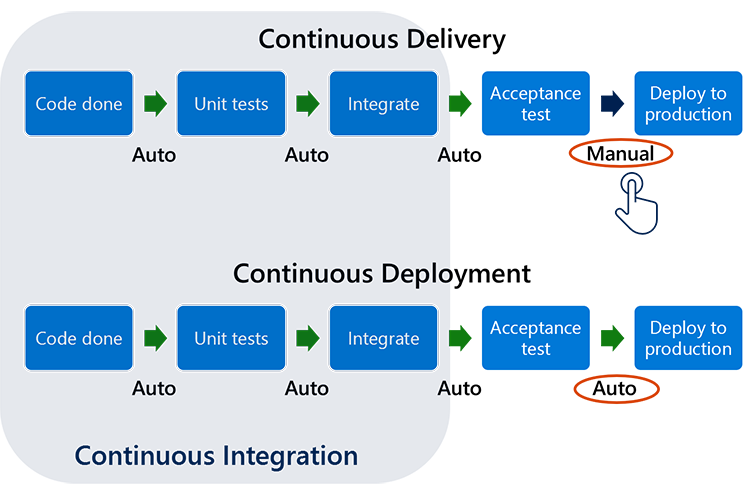 Continuous Delivery
Code done
Unit tests
Integrate
Acceptance
test
Deploy to
production
Auto
Auto
Auto
Manual
Continuous Deployment
Code done
Unit tests
Integrate
Acceptance
test
Deploy to
production
Auto
Auto
Auto
Auto
Continuous Integration